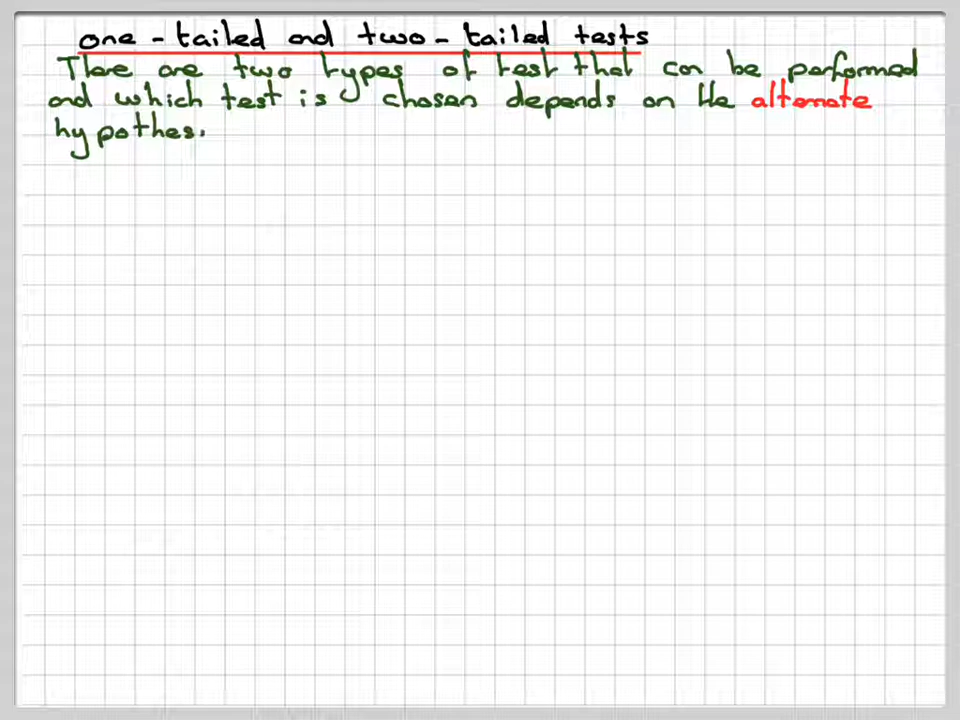 one - tailed and two - tailed tests
There are two types of test that can be performed
and which test is chosen depends on the alternate
hypothes.